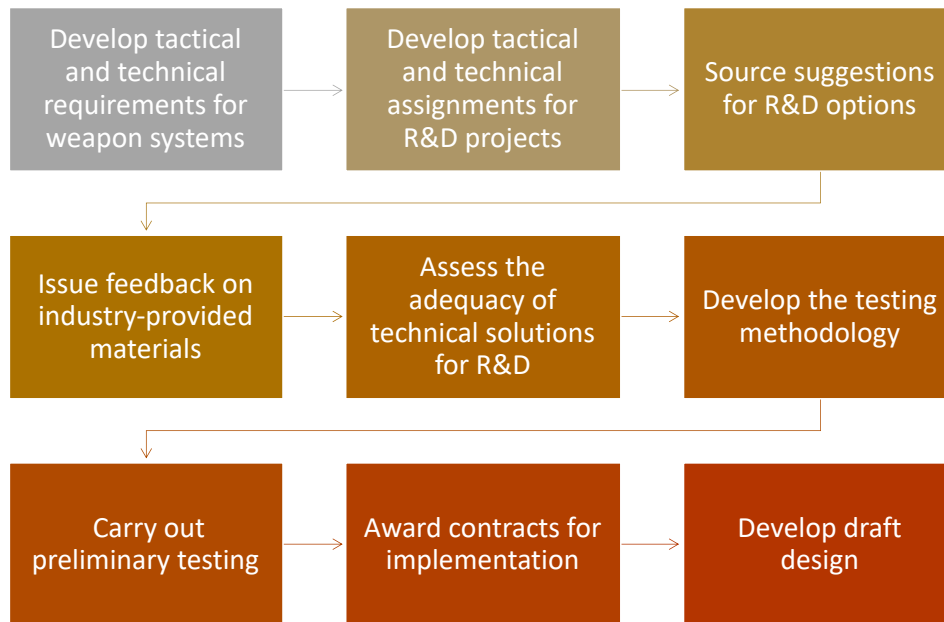 Develop tactical
and technical
requirements for
weapon systems
Develop tactical
and technical
assignments for
R&D projects
Source suggestions
for R&D options
Issue feedback on
industry-provided
materials
Assess the
adequacy of
technical solutions
for R&D
Develop the testing
methodology
Carry out
preliminary testing
Award contracts for
implementation
Develop draft
design